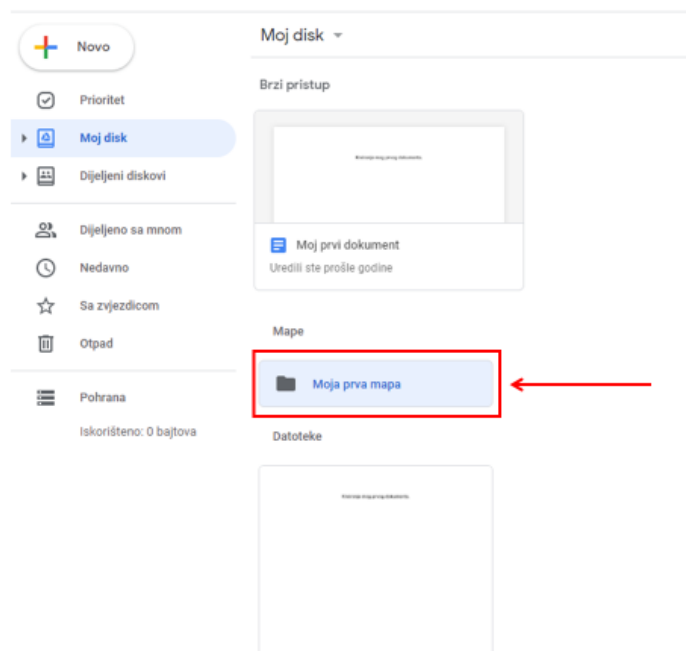 Novo
Prioritet
Moj disk
Dijeljeni diskovi
Dijeljeno sa mnom
Nedavno
Sa zvjezdicom
Otpad
Pohrana
Iskorišteno: 0 bajtova
Moj disk
Brzi pristup
Moj prvi dokument
Uredili ste prošle godine
Mape
Moja prva mapa
Datoteke